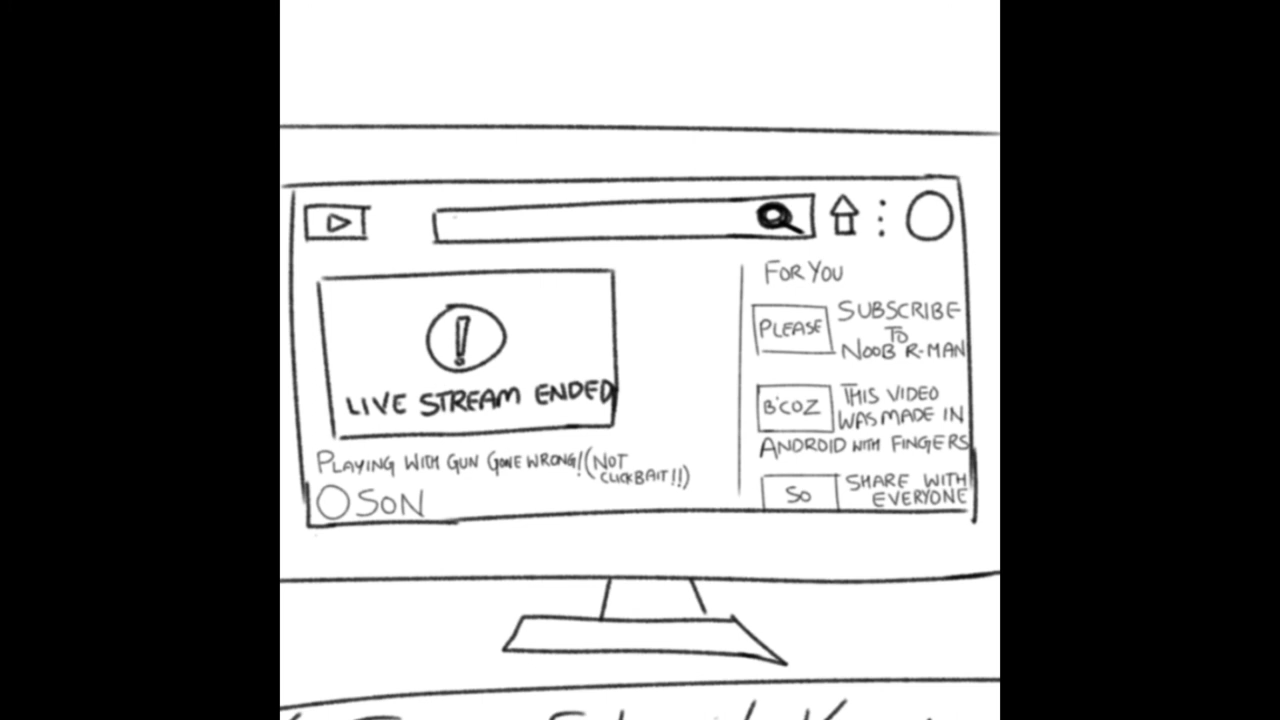 FOR YOU
LIVE STREAM ENDED
PLAYING WITH GUN GONE WRONG! (NOT
CLICKBAIT!!)
SON
PLEASE
SUBSCRIBE
TO
NOOB R-MAN
B'COZ
THIS VIDEO
WAS MADE IN
ANDROID WITH FINGERS
SO
SHARE WITH
EVERYONE